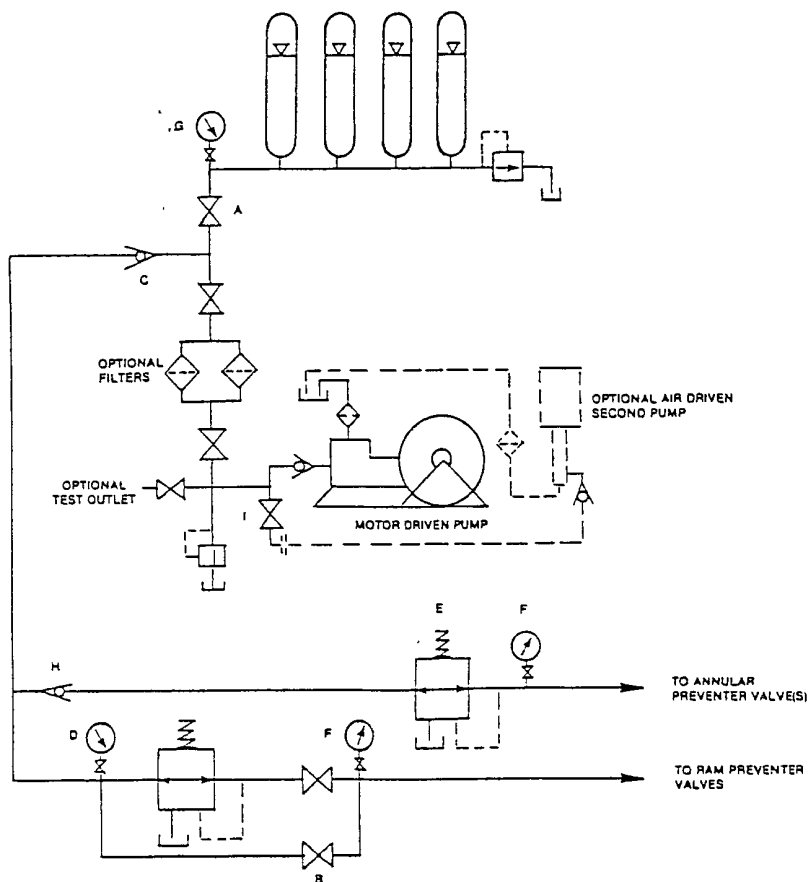 G
A
C
OPTIONAL
FILTERS
OPTIONAL AIR DRIVEN
SECOND PUMP
OPTIONAL
TEST OUTLET
I
MOTOR DRIVEN PUMP
E
F
H
TO ANNULAR
PREVENTER VALVE(S)
D
F
TO RAM PREVENTER
VALVES
B